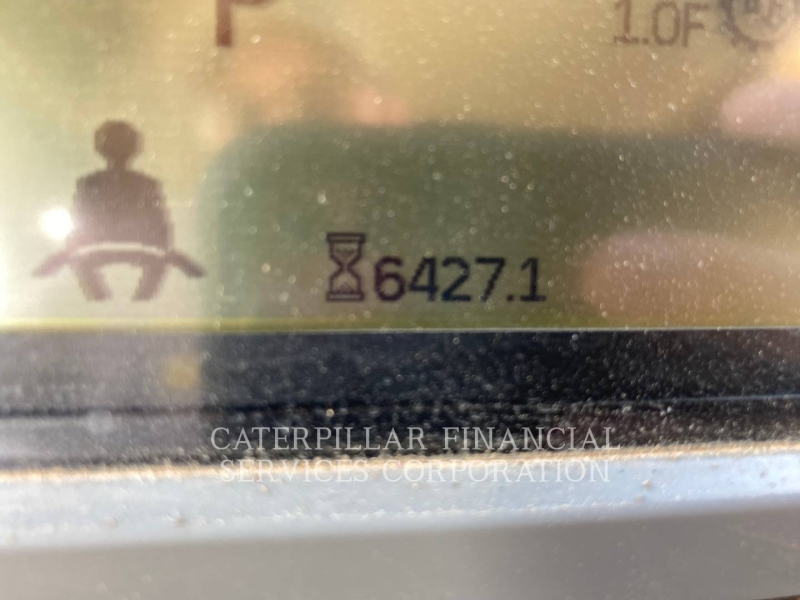 P
1.0F
6427.1
CATERPILLAR FINANCIAL
SERVICES CORPORATION